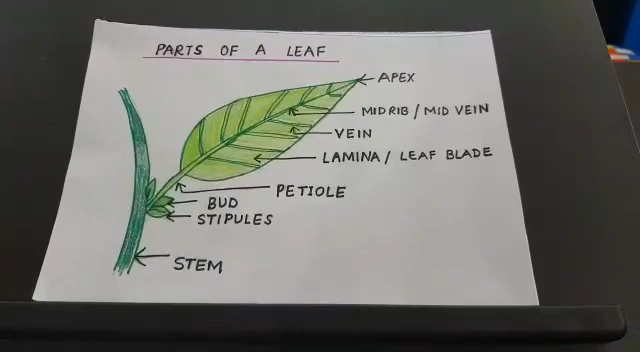 PARTS OF A LEAF
APEX
MIDRIB / MID VEIN
VEIN
LAMINA / LEAF BLADE
PETIOLE
BUD
STIPULES
STEM